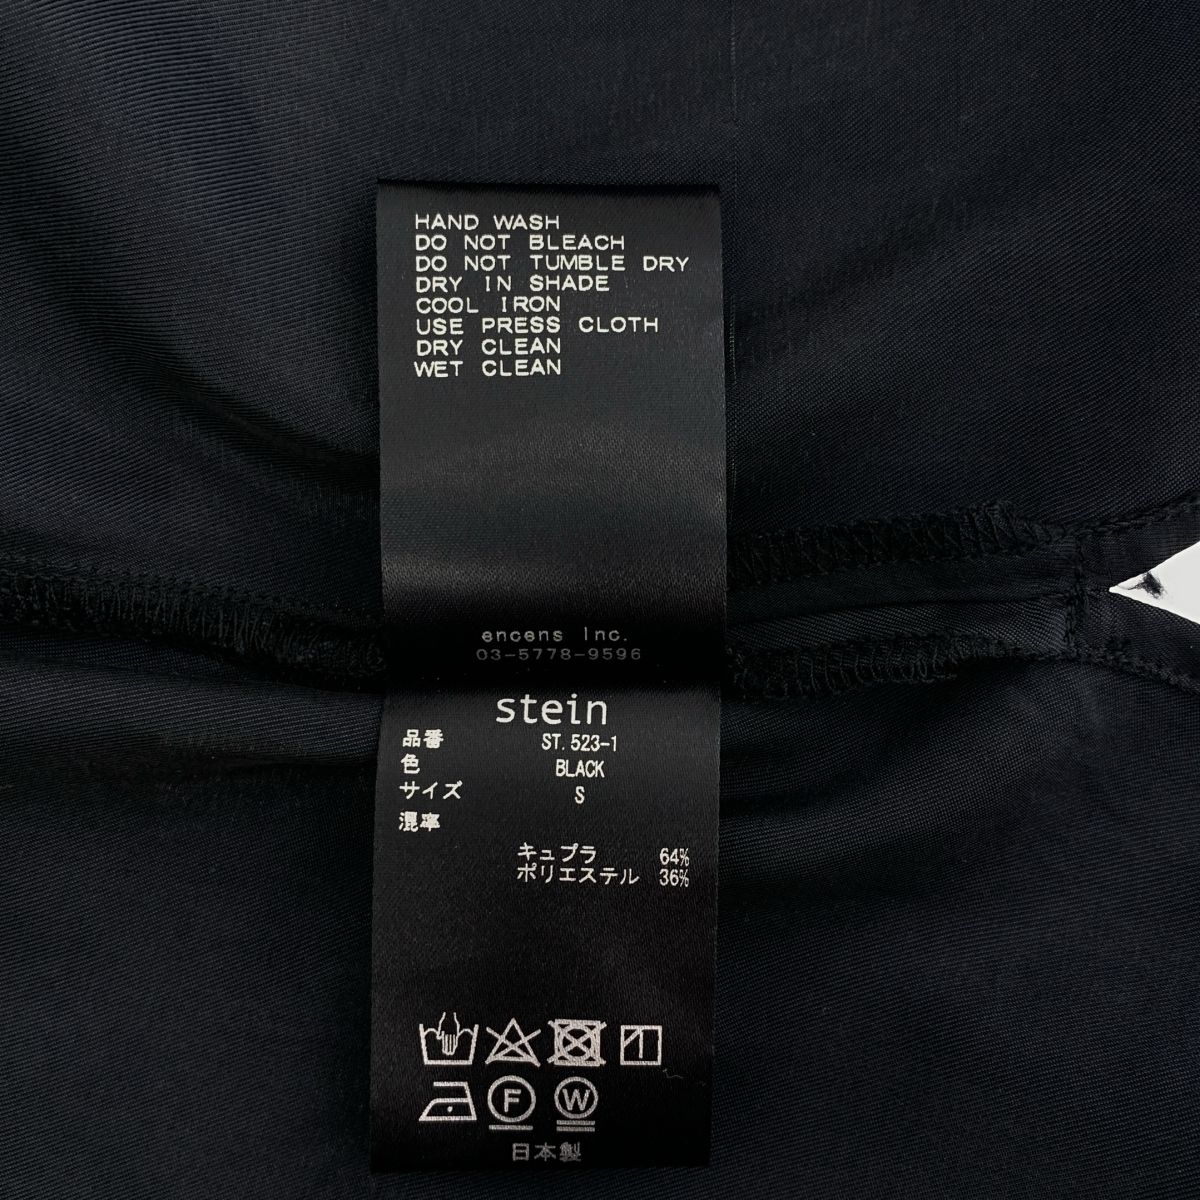 HAND WASH
DO NOT BLEACH
DO NOT TUMBLE DRY
DRY IN SHADE
COOL IRON
USE PRESS CLOTH
DRY CLEAN
WET CLEAN
encens Inc.
03-5778-9596
stein
品番 ST.523-1
色 BLACK
サイズ S
混率
キュプラ 64%
ポリエステル 36%
F W
日本製